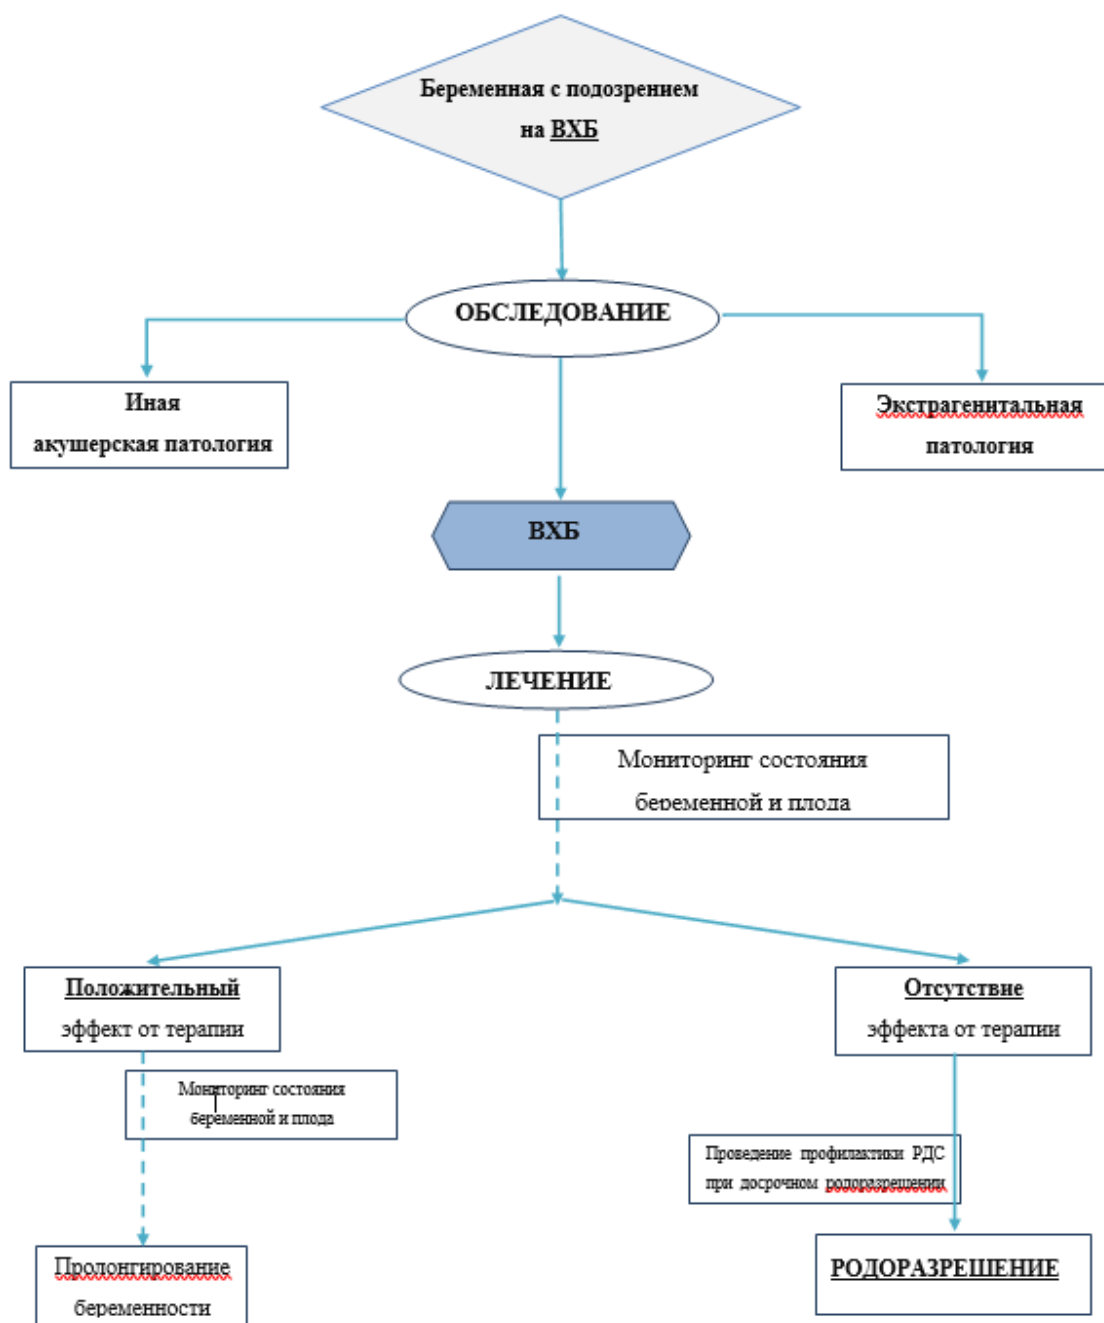 Беременная с подозрением
на ВХБ
ОБСЛЕДОВАНИЕ
Иная
акушерская патология
Экстрагенитальная
патология
ВХБ
ЛЕЧЕНИЕ
Мониторинг состояния
беременной и плода
Положительный
эффект от терапии
Отсутствие
эффекта от терапии
Мониторинг состояния
беременной и плода
Проведение профилактики РДС
при досрочном родоразрешении
Пролонгирование
беременности
РОДОРАЗРЕШЕНИЕ